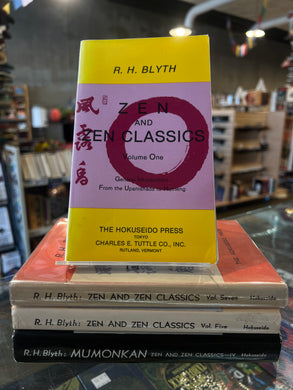 R. H. BLYTH
ZEN
AND
ZEN CLASSICS
Volume One
General Introduction
From the Upanishads to Huineng
THE HOKUSEIDO PRESS
TOKYO
CHARLES E. TUTTLE CO., INC.
RUTLAND, VERMONT
R. H. Blyth: ZEN AND ZEN CLASSICS Vol. Seven Hokuseido
R. H. Blyth: ZEN AND ZEN CLASSICS Vol. Five Hokuseido
R. H. Blyth: MUMONKAN ZEN AND ZEN CLASSICS—IV. Hokuseido